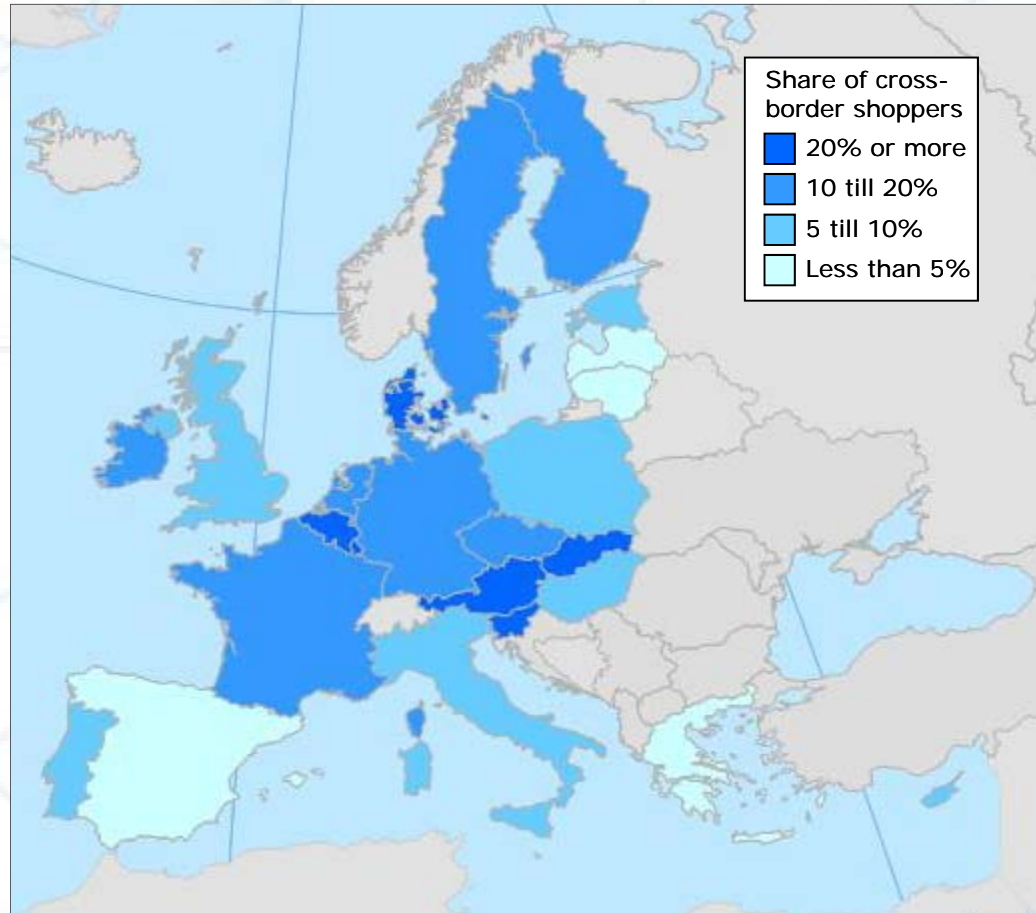 Share of cross-
border shoppers
20% or more
10 till 20%
5 till 10%
Less than 5%